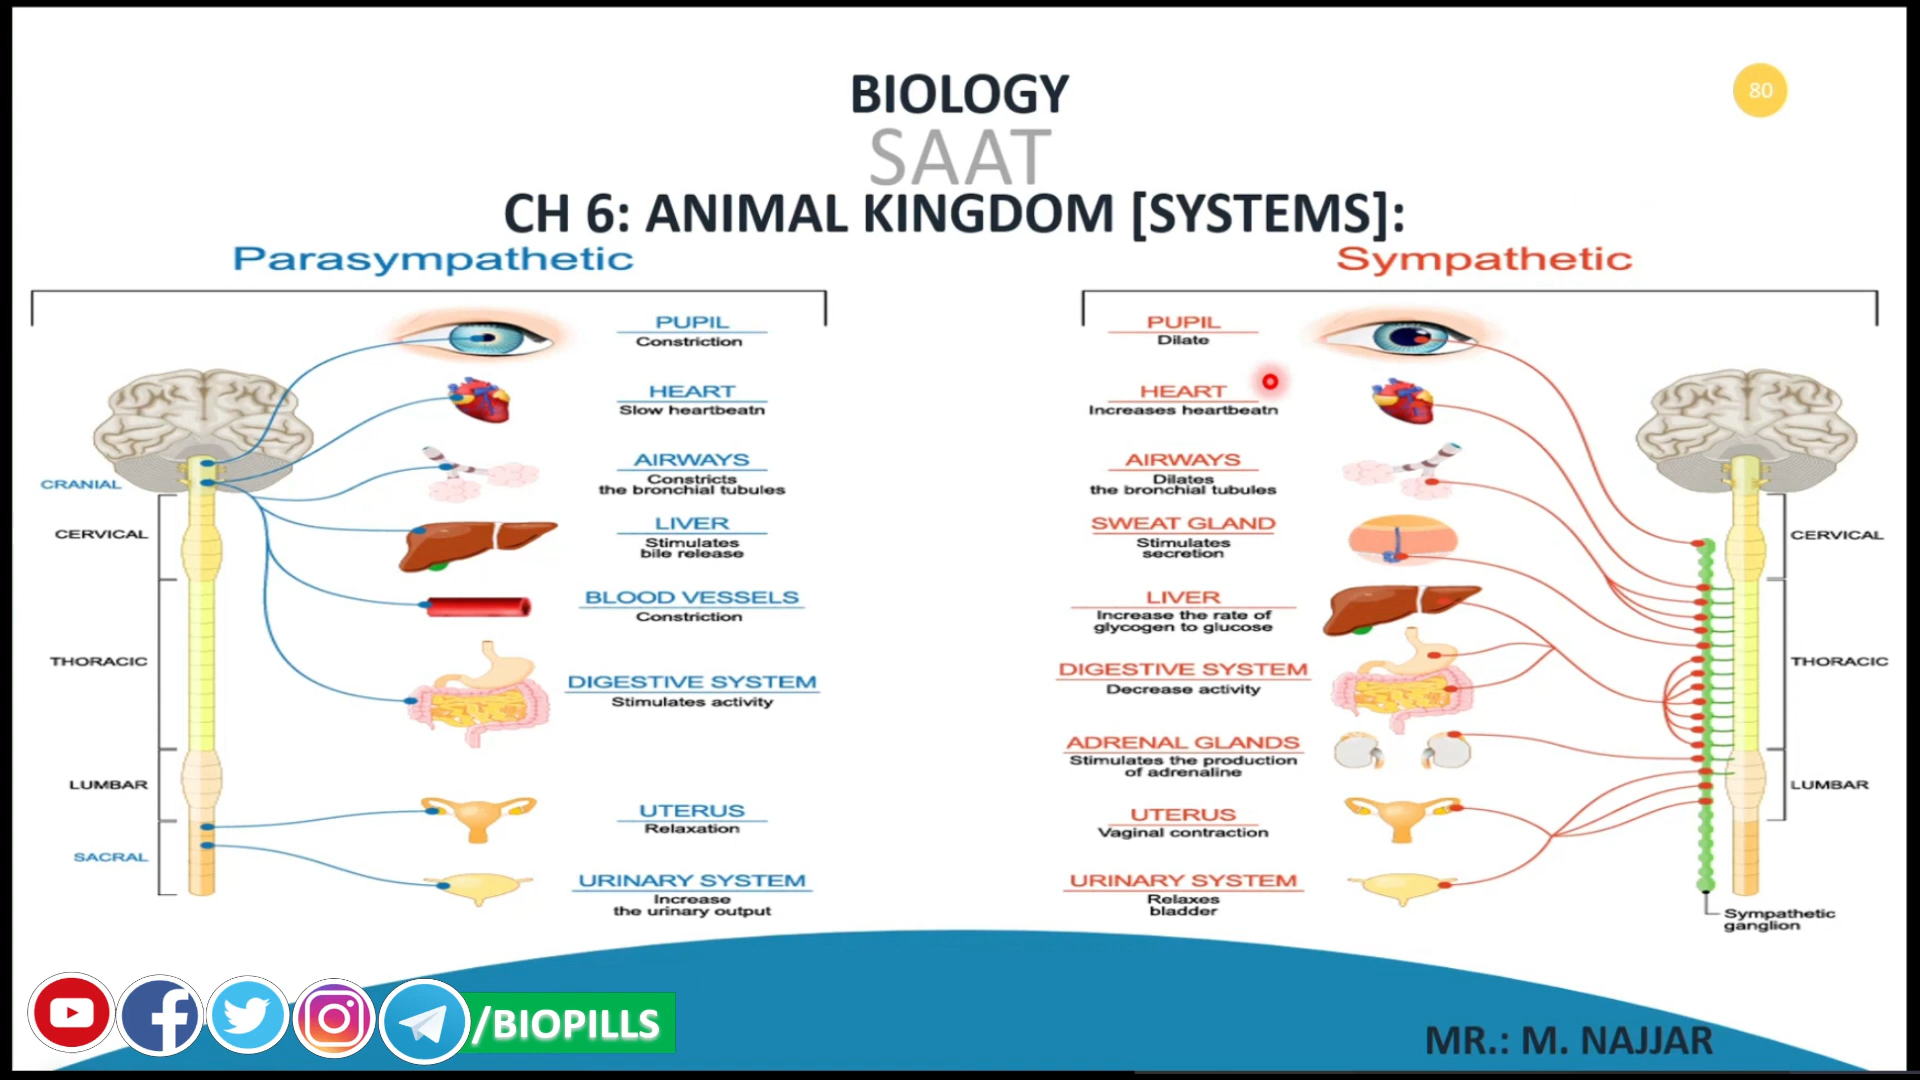 BIOLOGY
80
SAAT
CH 6: ANIMAL KINGDOM [SYSTEMS]:
Parasympathetic
PUPIL
Constriction
HEART
Slow heartbeatn
AIRWAYS
Constricts
the bronchial tubules
LIVER
Stimulates
bile release
BLOOD VESSELS
Constriction
DIGESTIVE SYSTEM
Stimulates activity
UTERUS
Relaxation
URINARY SYSTEM
Increase
the urinary output
CRANIAL
CERVICAL
THORACIC
LUMBAR
SACRAL
Sympathetic
PUPIL
Dilate
HEART
Increases heartbeatn
AIRWAYS
Dilates
the bronchial tubules
SWEAT GLAND
Stimulates
secretion
LIVER
Increase the rate of
glycogen to glucose
DIGESTIVE SYSTEM
Decrease activity
ADRENAL GLANDS
Stimulates the production
of adrenaline
UTERUS
Vaginal contraction
URINARY SYSTEM
Relaxes
bladder
CERVICAL
THORACIC
LUMBAR
Sympathetic
ganglion
/BIOPILLS
MR.: M. NAJJAR